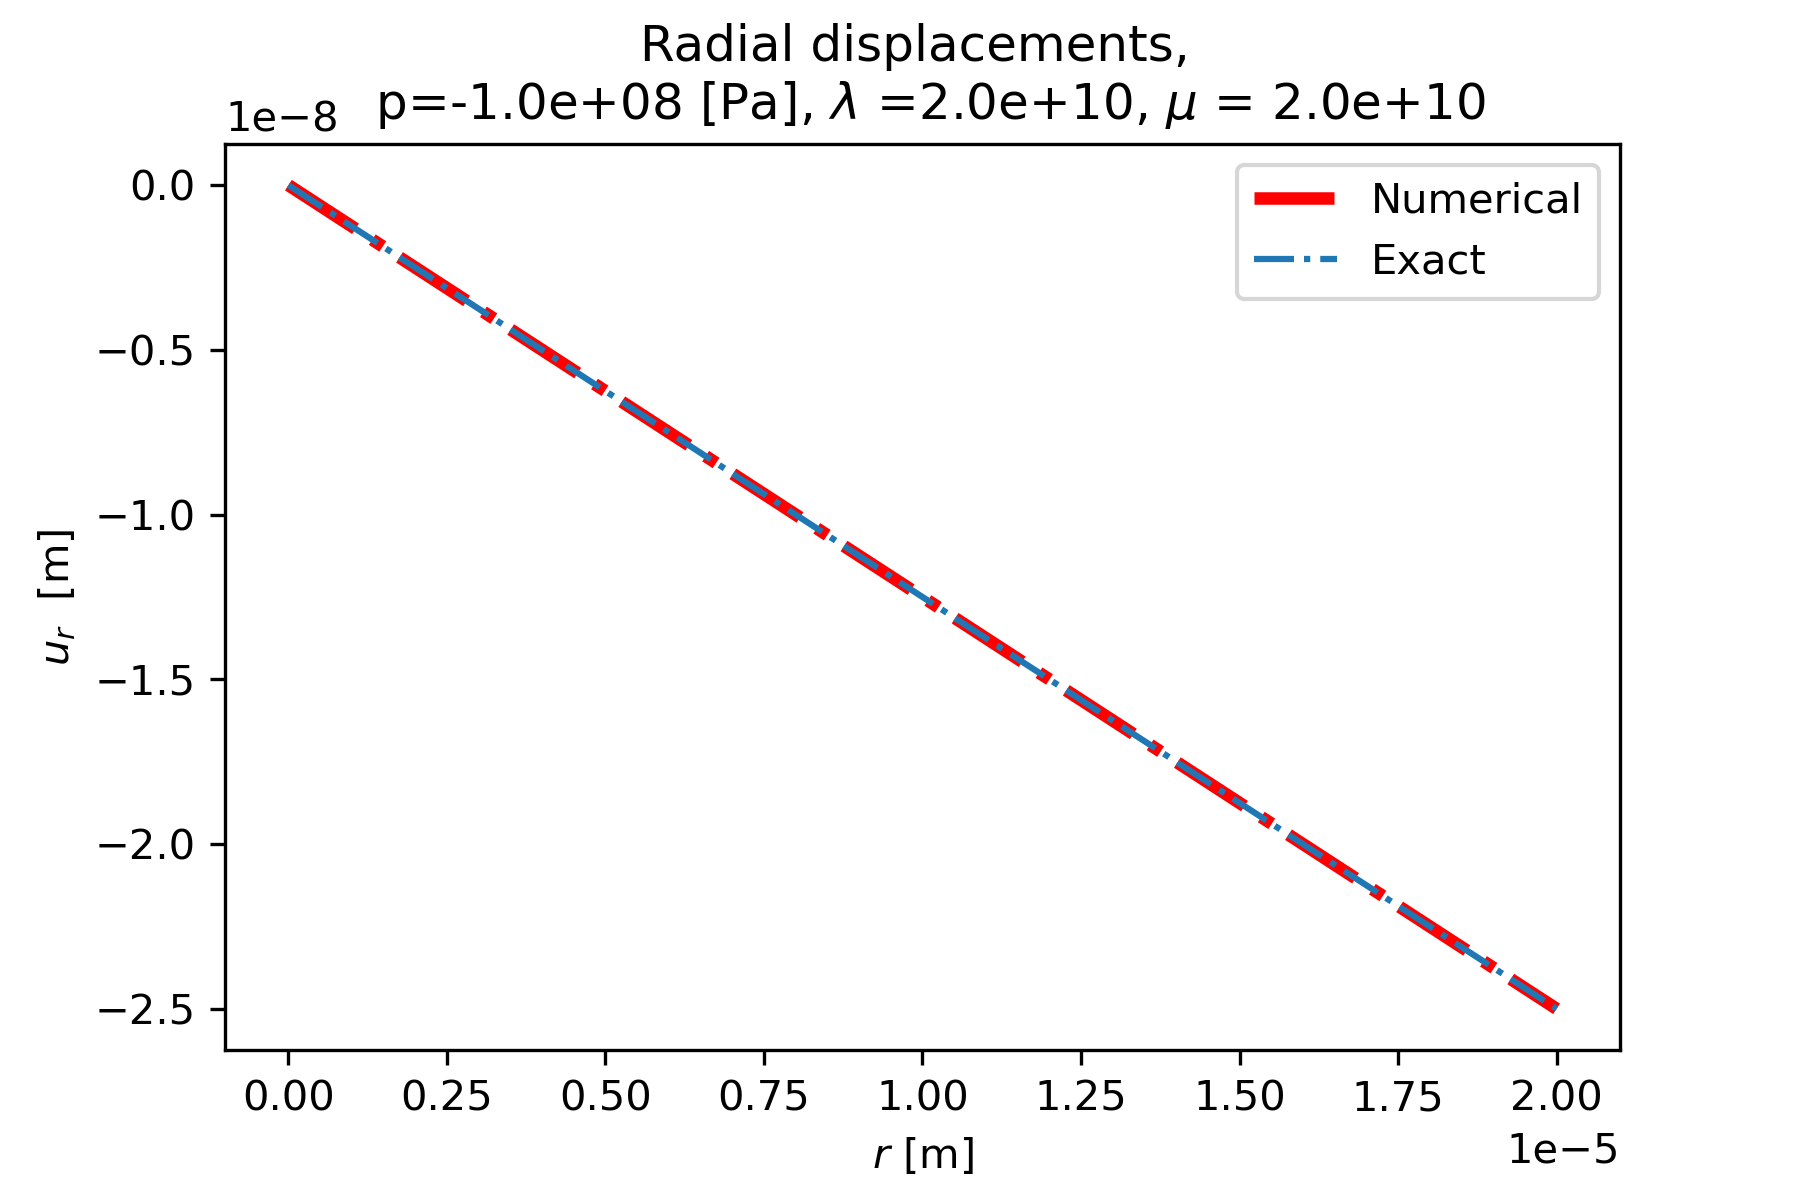 Radial displacements,
p=-1.0e+08 [Pa], λ =2.0e+10, μ = 2.0e+10
1e−8
0.0
−0.5
−1.0
−1.5
−2.0
−2.5
u_r [m]
Numerical
Exact
0.00 0.25 0.50 0.75 1.00 1.25 1.50 1.75 2.00
1e−5
r [m]